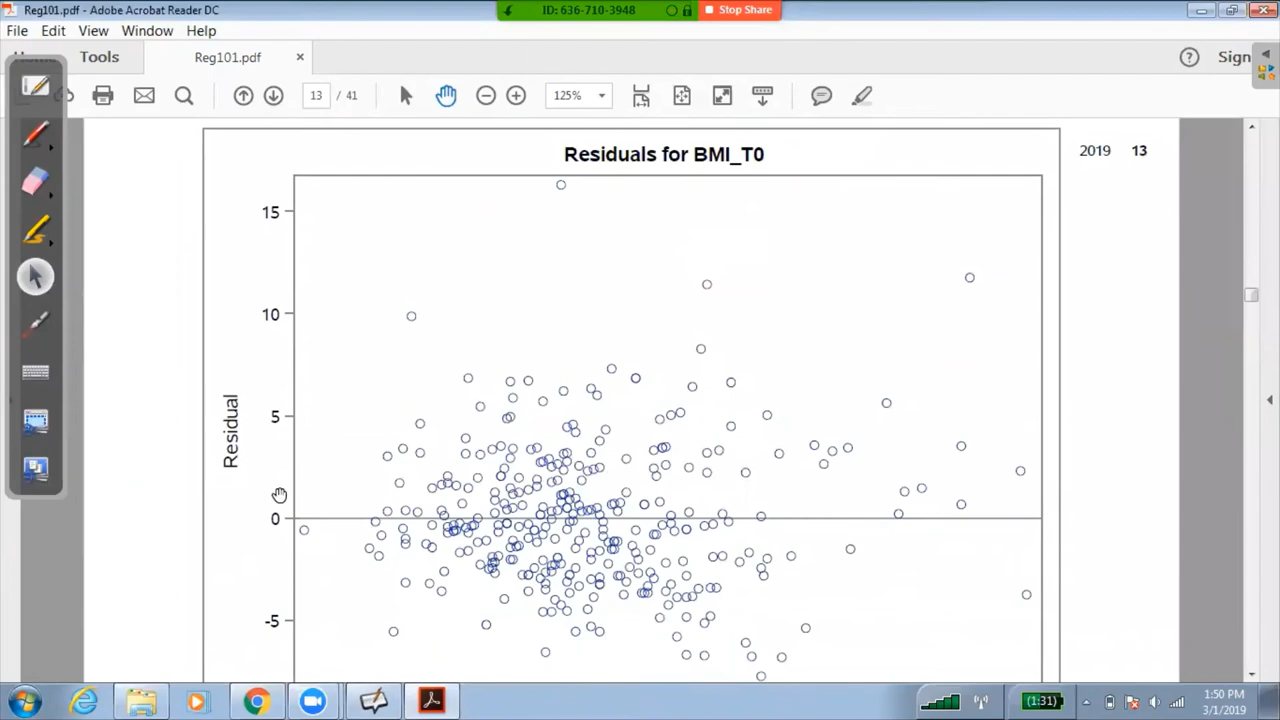 Reg101.pdf - Adobe Acrobat Reader DC
ID: 636-710-3948
Stop Share
File Edit View Window Help
Tools
Reg101.pdf ×
Sign
13 / 41
125%
Residuals for BMI_T0
2019 13
15
10
5
0
-5
Residual
(1:31)
1:50 PM
3/1/2019